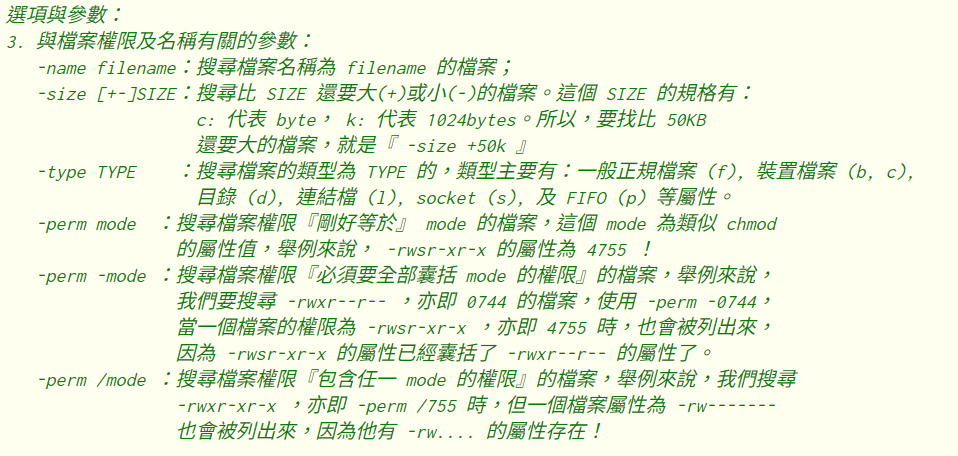 選項與參數：
3. 與檔案權限及名稱有關的參數：
-name filename：搜尋檔案名稱為 filename 的檔案；
-size [+-]SIZE：搜尋比 SIZE 還要大(+)或小(-)的檔案。這個 SIZE 的規格有：
c: 代表 byte， k: 代表 1024bytes。所以，要找比 50KB
還要大的檔案，就是『 -size +50k 』
-type TYPE ：搜尋檔案的類型為 TYPE 的，類型主要有：一般正規檔案 (f), 裝置檔案 (b, c),
目錄 (d), 連結檔 (l), socket (s), 及 FIFO (p) 等屬性。
-perm mode ：搜尋檔案權限『剛好等於』 mode 的檔案，這個 mode 為類似 chmod
的屬性值，舉例來說， -rwsr-xr-x 的屬性為 4755 ！
-perm -mode ：搜尋檔案權限『必須要全部囊括 mode 的權限』的檔案，舉例來說，
我們要搜尋 -rwxr--r-- ，亦即 0744 的檔案，使用 -perm -0744，
當一個檔案的權限為 -rwsr-xr-x ，亦即 4755 時，也會被列出來，
因為 -rwsr-xr-x 的屬性已經囊括了 -rwxr--r-- 的屬性了。
-perm /mode ：搜尋檔案權限『包含任一 mode 的權限』的檔案，舉例來說，我們搜尋
-rwxr-xr-x ，亦即 -perm /755 時，但一個檔案屬性為 -rw-------
也會被列出來，因為他有 -rw.... 的屬性存在！